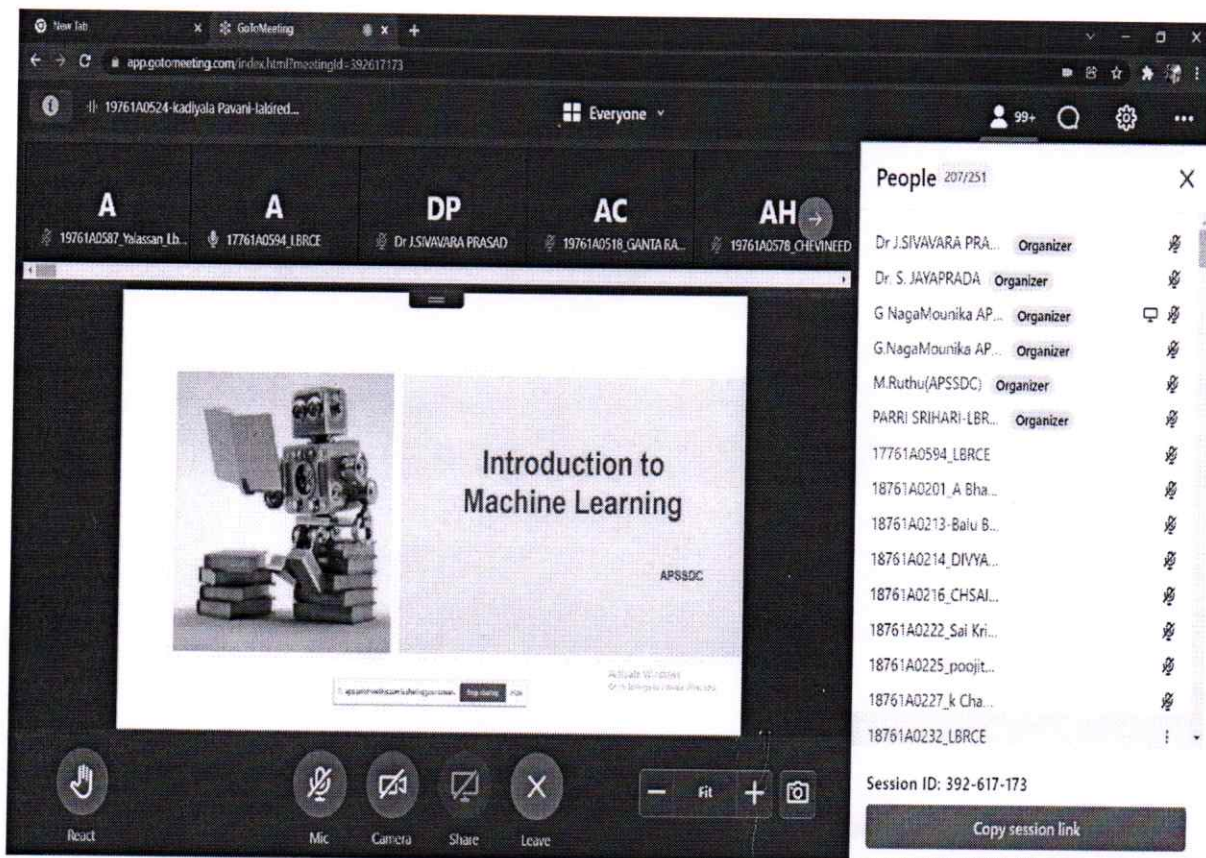 New Tab
GoToMeeting
app.gotomeeting.com/index.html?meetingId=392617173
19761A0524-kadiyala Pavani-lakired...
Everyone
99+
A
A
DP
AC
AH
19761A0587_Yalassan_Lb...
17761A0594_LBRCE
Dr J.SIVAVARA PRASAD
19761A0518_GANTA RA...
19761A0578_CHEVINEED
Introduction to
Machine Learning
APSSDC
Activate Windows
Stop sharing Hide
React
Mic
Camera
Share
Leave
Fit
People 207/251
Dr J.SIVAVARA PRA... Organizer
Dr. S. JAYAPRADA Organizer
G NagaMounika AP... Organizer
G.NagaMounika AP... Organizer
M.Ruthu(APSSDC) Organizer
PARRI SRIHARI-LBR... Organizer
17761A0594_LBRCE
18761A0201_A Bha...
18761A0213-Balu B...
18761A0214_DIVYA...
18761A0216_CHSAI...
18761A0222_Sai Kri...
18761A0225_poojit...
18761A0227_k Cha...
18761A0232_LBRCE
Session ID: 392-617-173
Copy session link